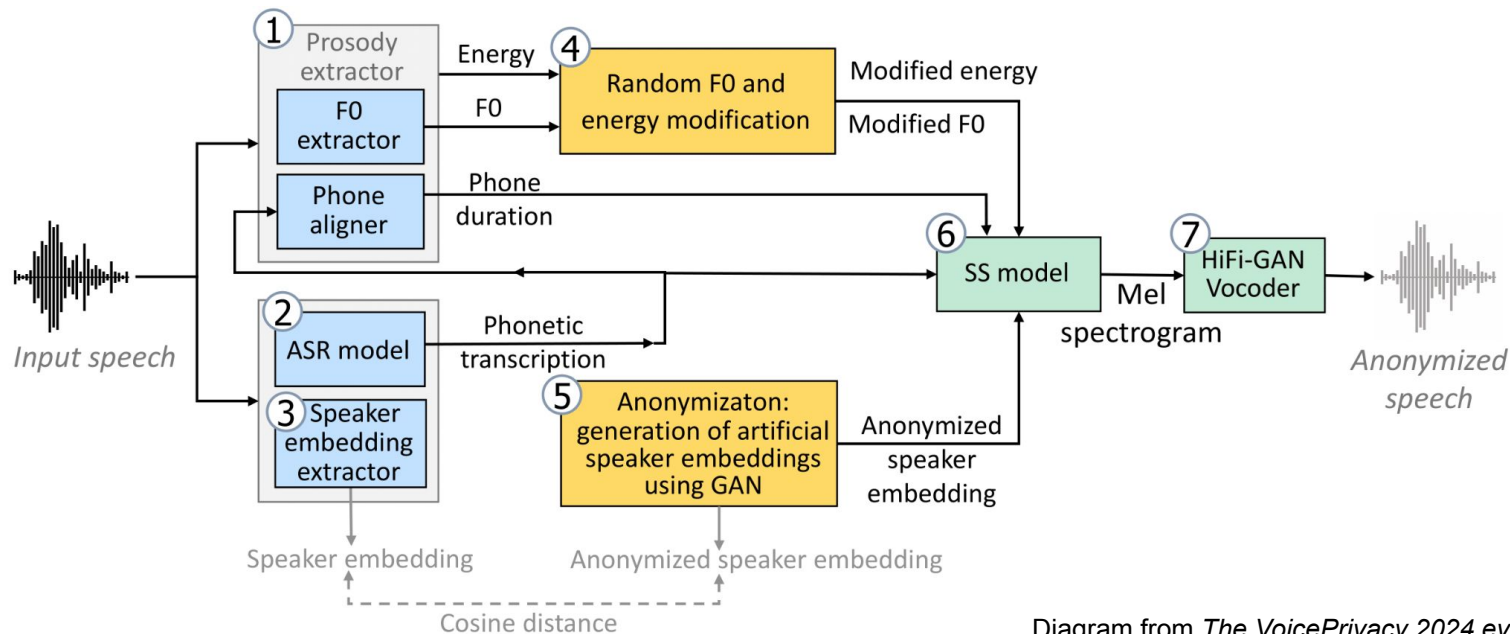 1
Prosody
extractor
F0
extractor
Phone
aligner
Energy
F0
4
Random F0 and
energy modification
Modified energy
Modified F0
Phone
duration
Input speech
2
ASR model
Phonetic
transcription
3
Speaker
embedding
extractor
5
Anonymizaton:
generation of artificial
speaker embeddings
using GAN
Anonymized
speaker
embedding
6
SS model
Mel
spectrogram
7
HiFi-GAN
Vocoder
Anonymized
speech
Speaker embedding
Anonymized speaker embedding
Cosine distance
Diagram from The VoicePrivacy 2024 ev